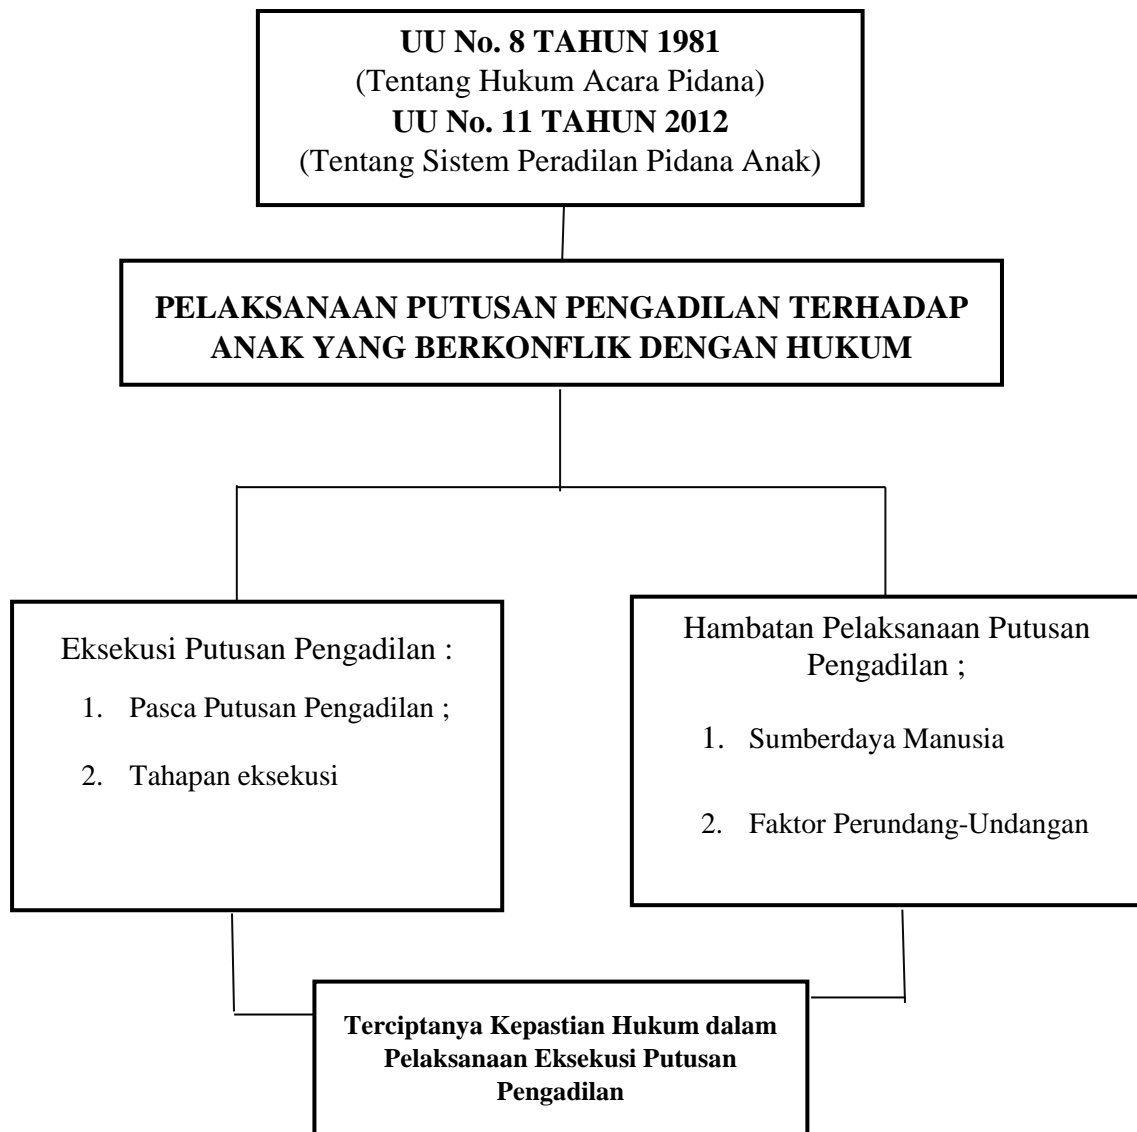 UU No. 8 TAHUN 1981
(Tentang Hukum Acara Pidana)
UU No. 11 TAHUN 2012
(Tentang Sistem Peradilan Pidana Anak)
PELAKSANAAN PUTUSAN PENGADILAN TERHADAP
ANAK YANG BERKONFLIK DENGAN HUKUM
Eksekusi Putusan Pengadilan :
1. Pasca Putusan Pengadilan ;
2. Tahapan eksekusi
Hambatan Pelaksanaan Putusan
Pengadilan ;
1. Sumberdaya Manusia
2. Faktor Perundang-Undangan
Terciptanya Kepastian Hukum dalam
Pelaksanaan Eksekusi Putusan
Pengadilan